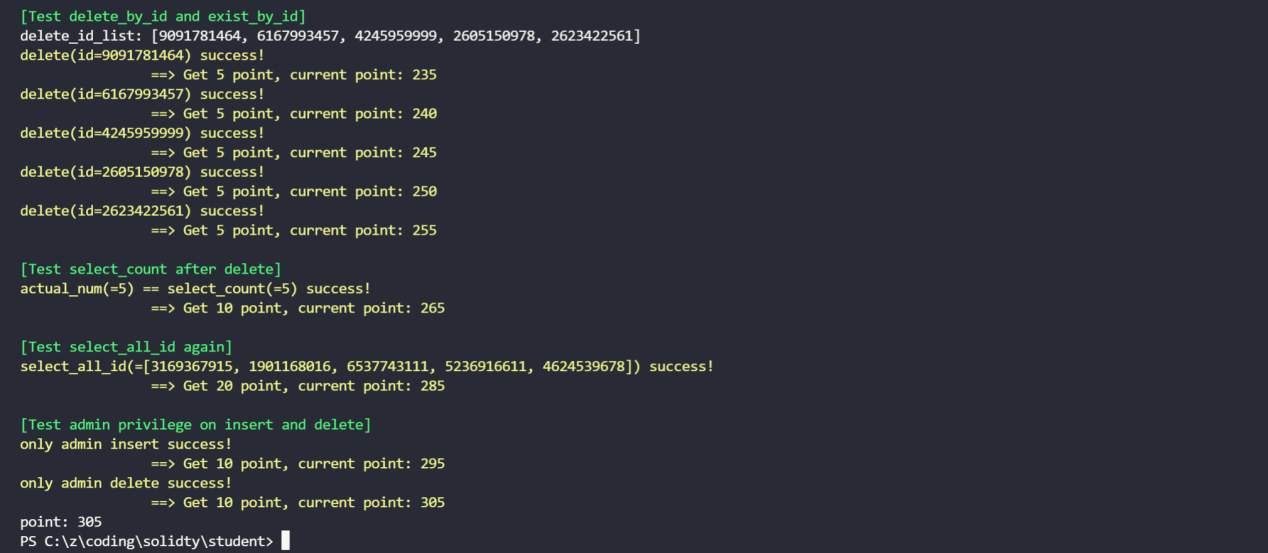 [Test delete_by_id and exist_by_id]
delete_id_list: [9091781464, 6167993457, 4245959999, 2605150978, 2623422561]
delete(id=9091781464) success!
==> Get 5 point, current point: 235
delete(id=6167993457) success!
==> Get 5 point, current point: 240
delete(id=4245959999) success!
==> Get 5 point, current point: 245
delete(id=2605150978) success!
==> Get 5 point, current point: 250
delete(id=2623422561) success!
==> Get 5 point, current point: 255
[Test select_count after delete]
actual_num(=5) == select_count(=5) success!
==> Get 10 point, current point: 265
[Test select_all_id again]
select_all_id(=[3169367915, 1901168016, 6537743111, 5236916611, 4624539678]) success!
==> Get 20 point, current point: 285
[Test admin privilege on insert and delete]
only admin insert success!
==> Get 10 point, current point: 295
only admin delete success!
==> Get 10 point, current point: 305
point: 305
PS C:\z\coding\solidty\student>